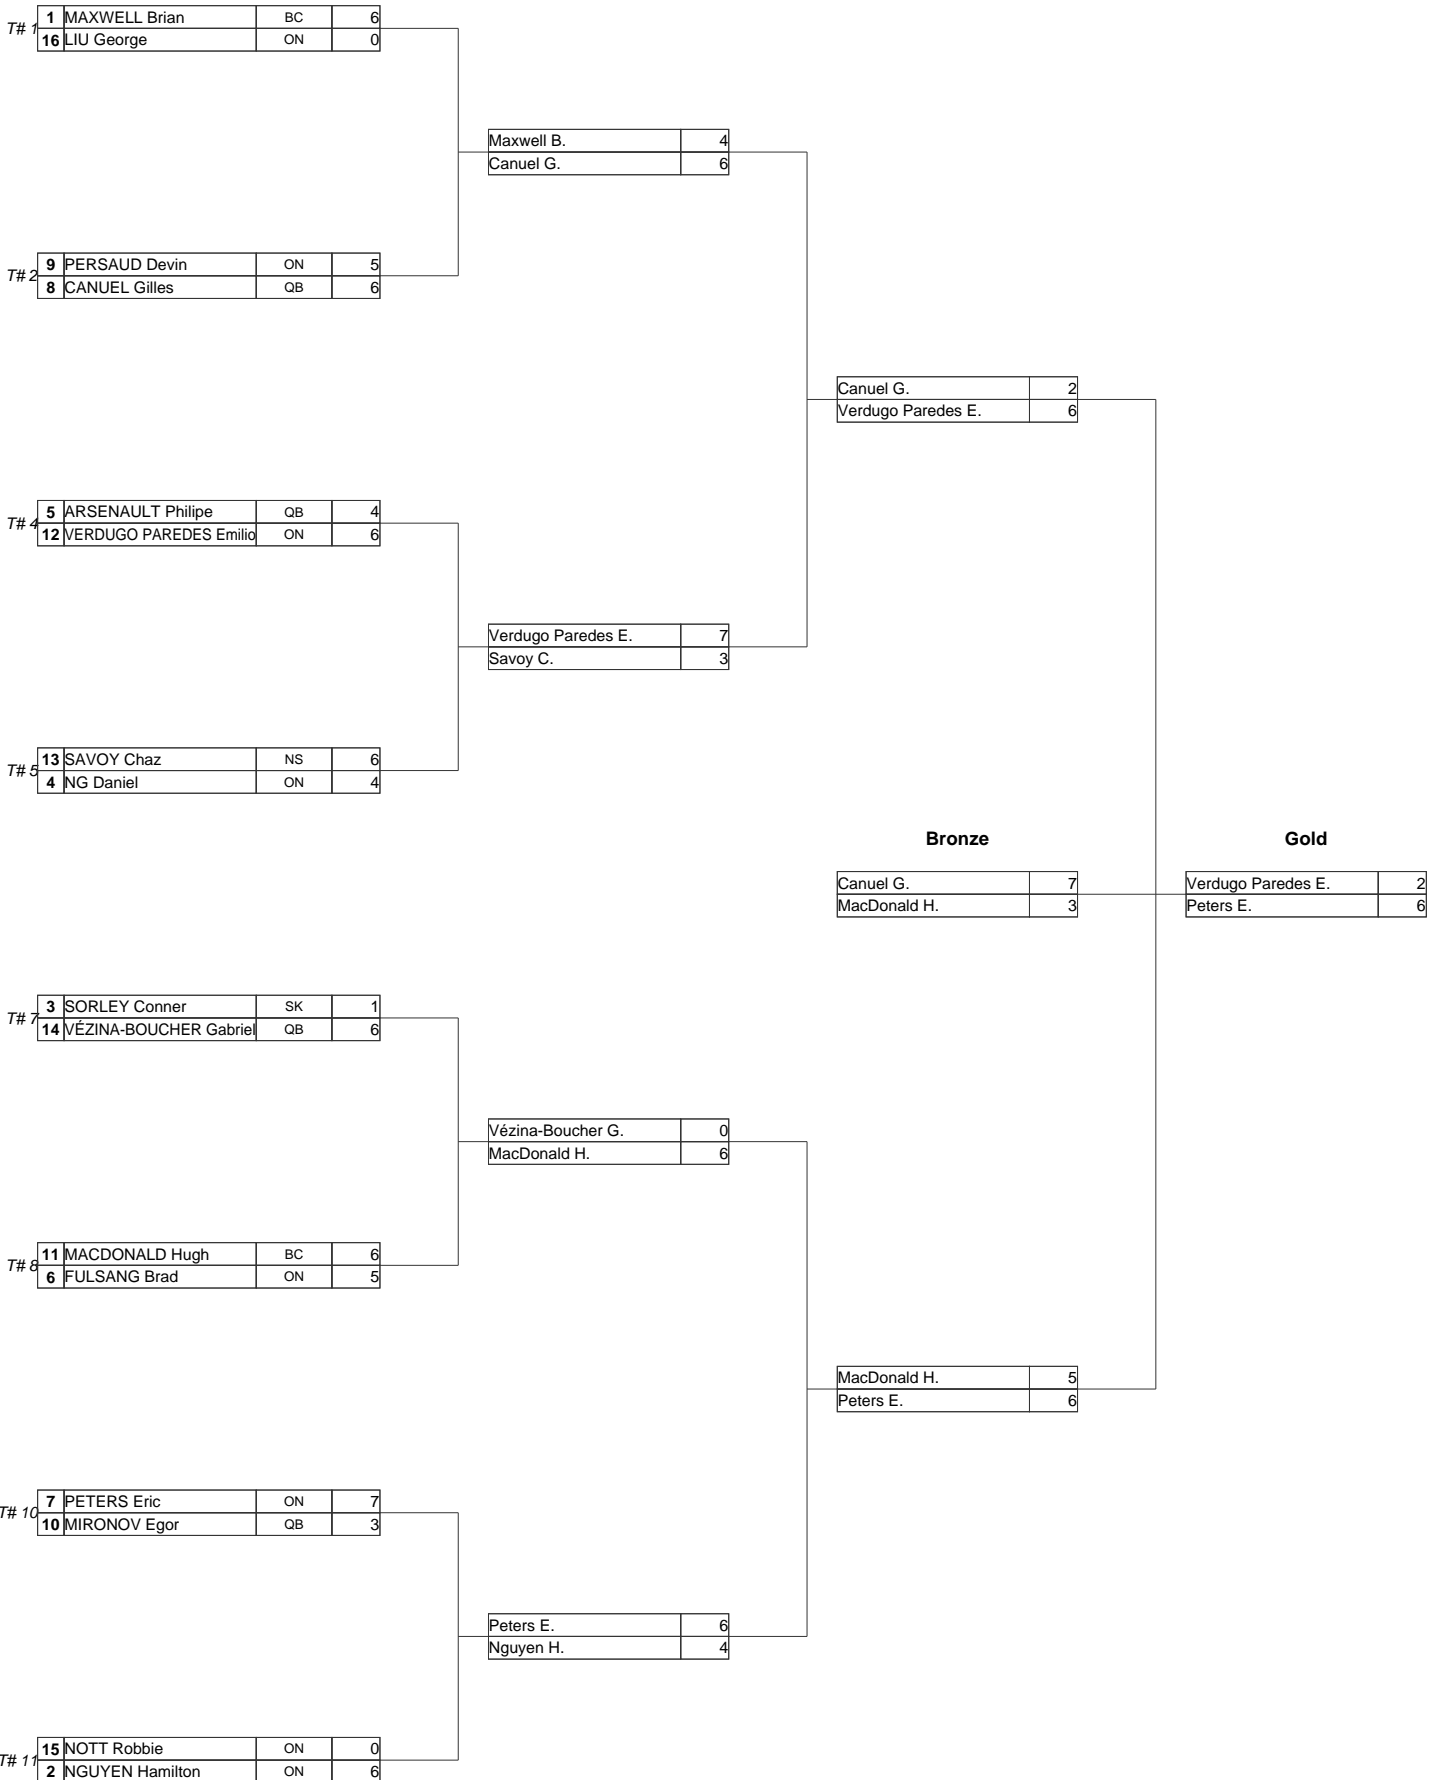 T# 1
1 MAXWELL Brian BC 6
16 LIU George ON 0
Maxwell B. 4
Canuel G. 6
T# 2
9 PERSAUD Devin ON 5
8 CANUEL Gilles QB 6
Canuel G. 2
Verdugo Paredes E. 6
T# 4
5 ARSENAULT Philipe QB 4
12 VERDUGO PAREDES Emilio ON 6
Verdugo Paredes E. 7
Savoy C. 3
T# 5
13 SAVOY Chaz NS 6
4 NG Daniel ON 4
Bronze Gold
Canuel G. 7 Verdugo Paredes E. 2
MacDonald H. 3 Peters E. 6
T# 7
3 SORLEY Conner SK 1
14 VÉZINA-BOUCHER Gabriel QB 6
Vézina-Boucher G. 0
MacDonald H. 6
T# 8
11 MACDONALD Hugh BC 6
6 FULSANG Brad ON 5
MacDonald H. 5
Peters E. 6
T# 10
7 PETERS Eric ON 7
10 MIRONOV Egor QB 3
Peters E. 6
Nguyen H. 4
T# 11
15 NOTT Robbie ON 0
2 NGUYEN Hamilton ON 6